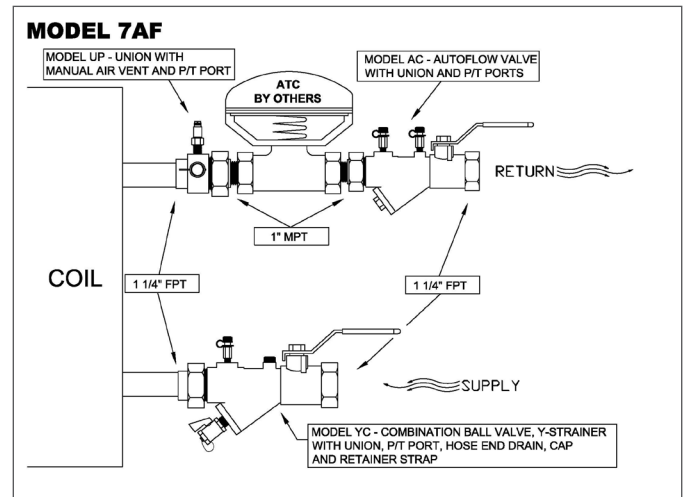 MODEL 7AF
MODEL UP - UNION WITH
MANUAL AIR VENT AND P/T PORT
ATC
BY OTHERS
MODEL AC - AUTOFLOW VALVE
WITH UNION AND P/T PORTS
RETURN
1" MPT
COIL
1 1/4" FPT
1 1/4" FPT
SUPPLY
MODEL YC - COMBINATION BALL VALVE, Y-STRAINER
WITH UNION, P/T PORT, HOSE END DRAIN, CAP
AND RETAINER STRAP